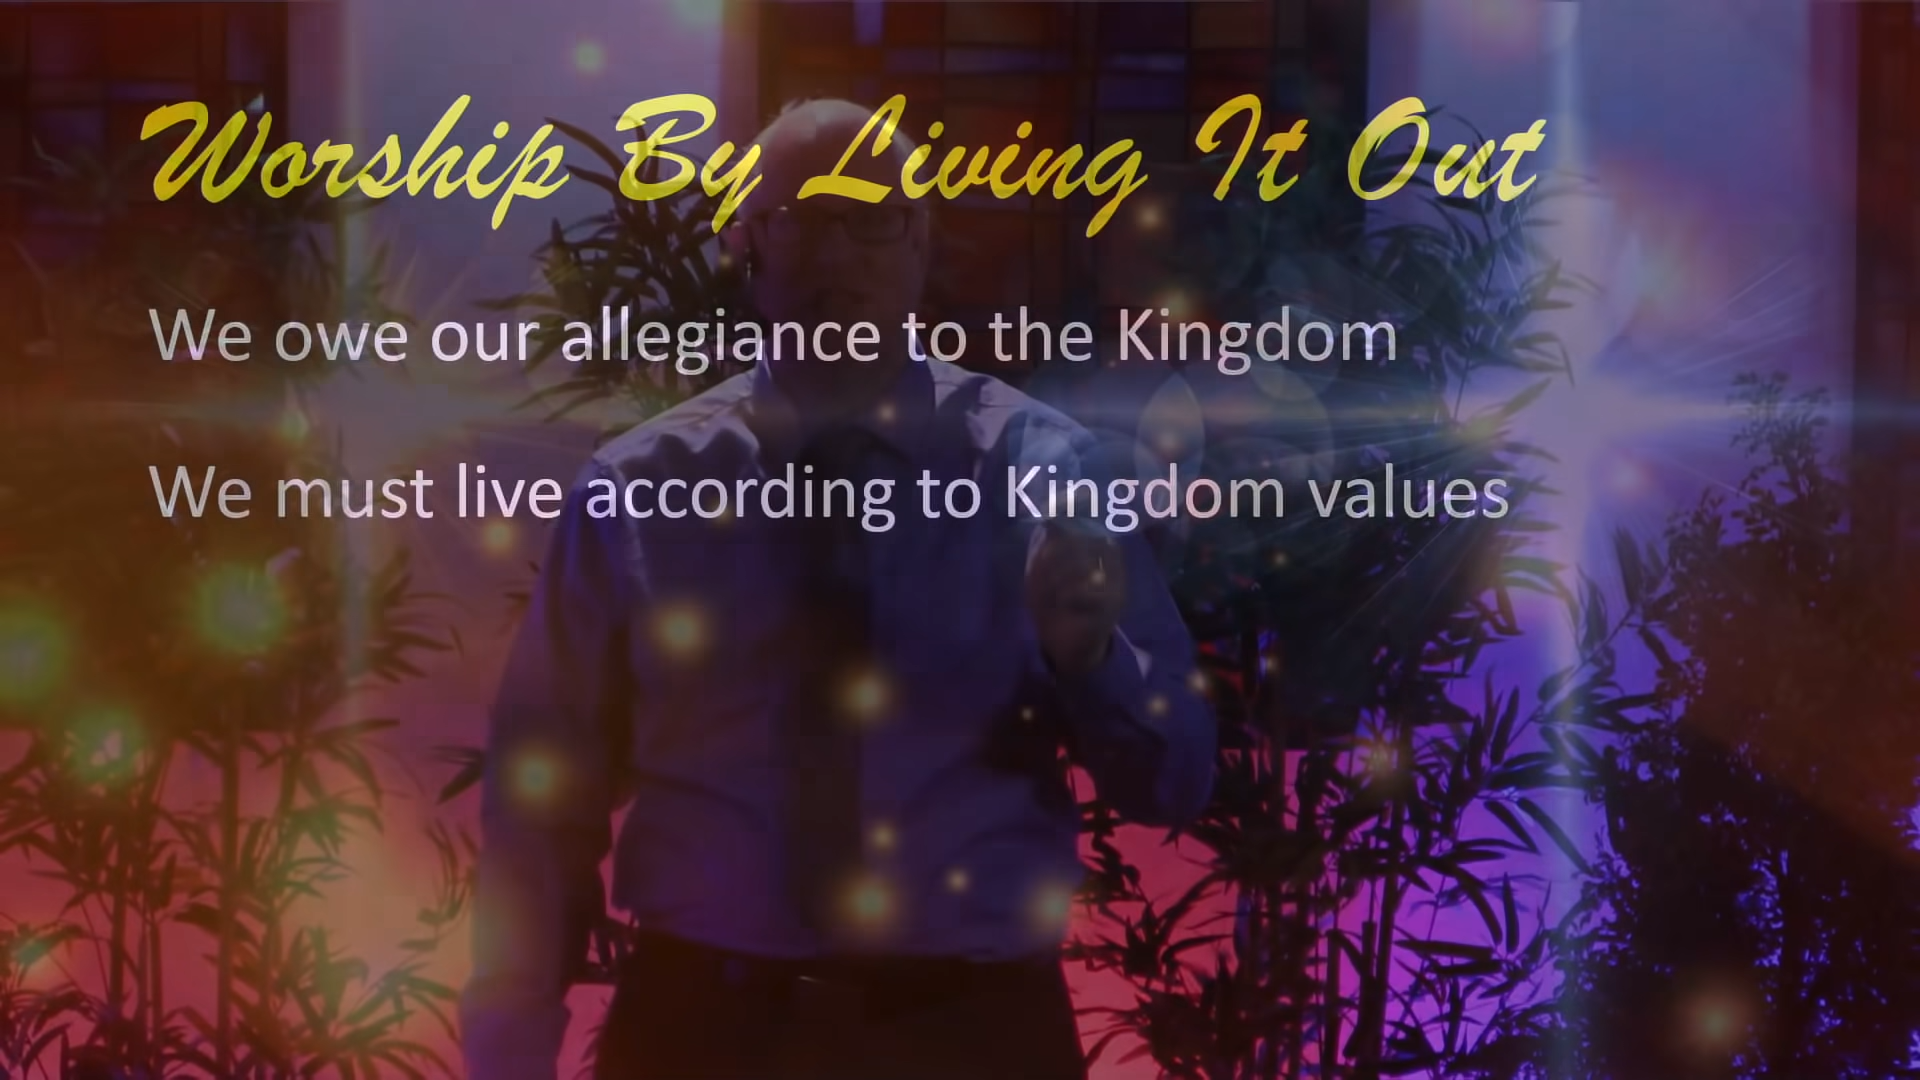 Worship By Living It Out
We owe our allegiance to the Kingdom
We must live according to Kingdom values